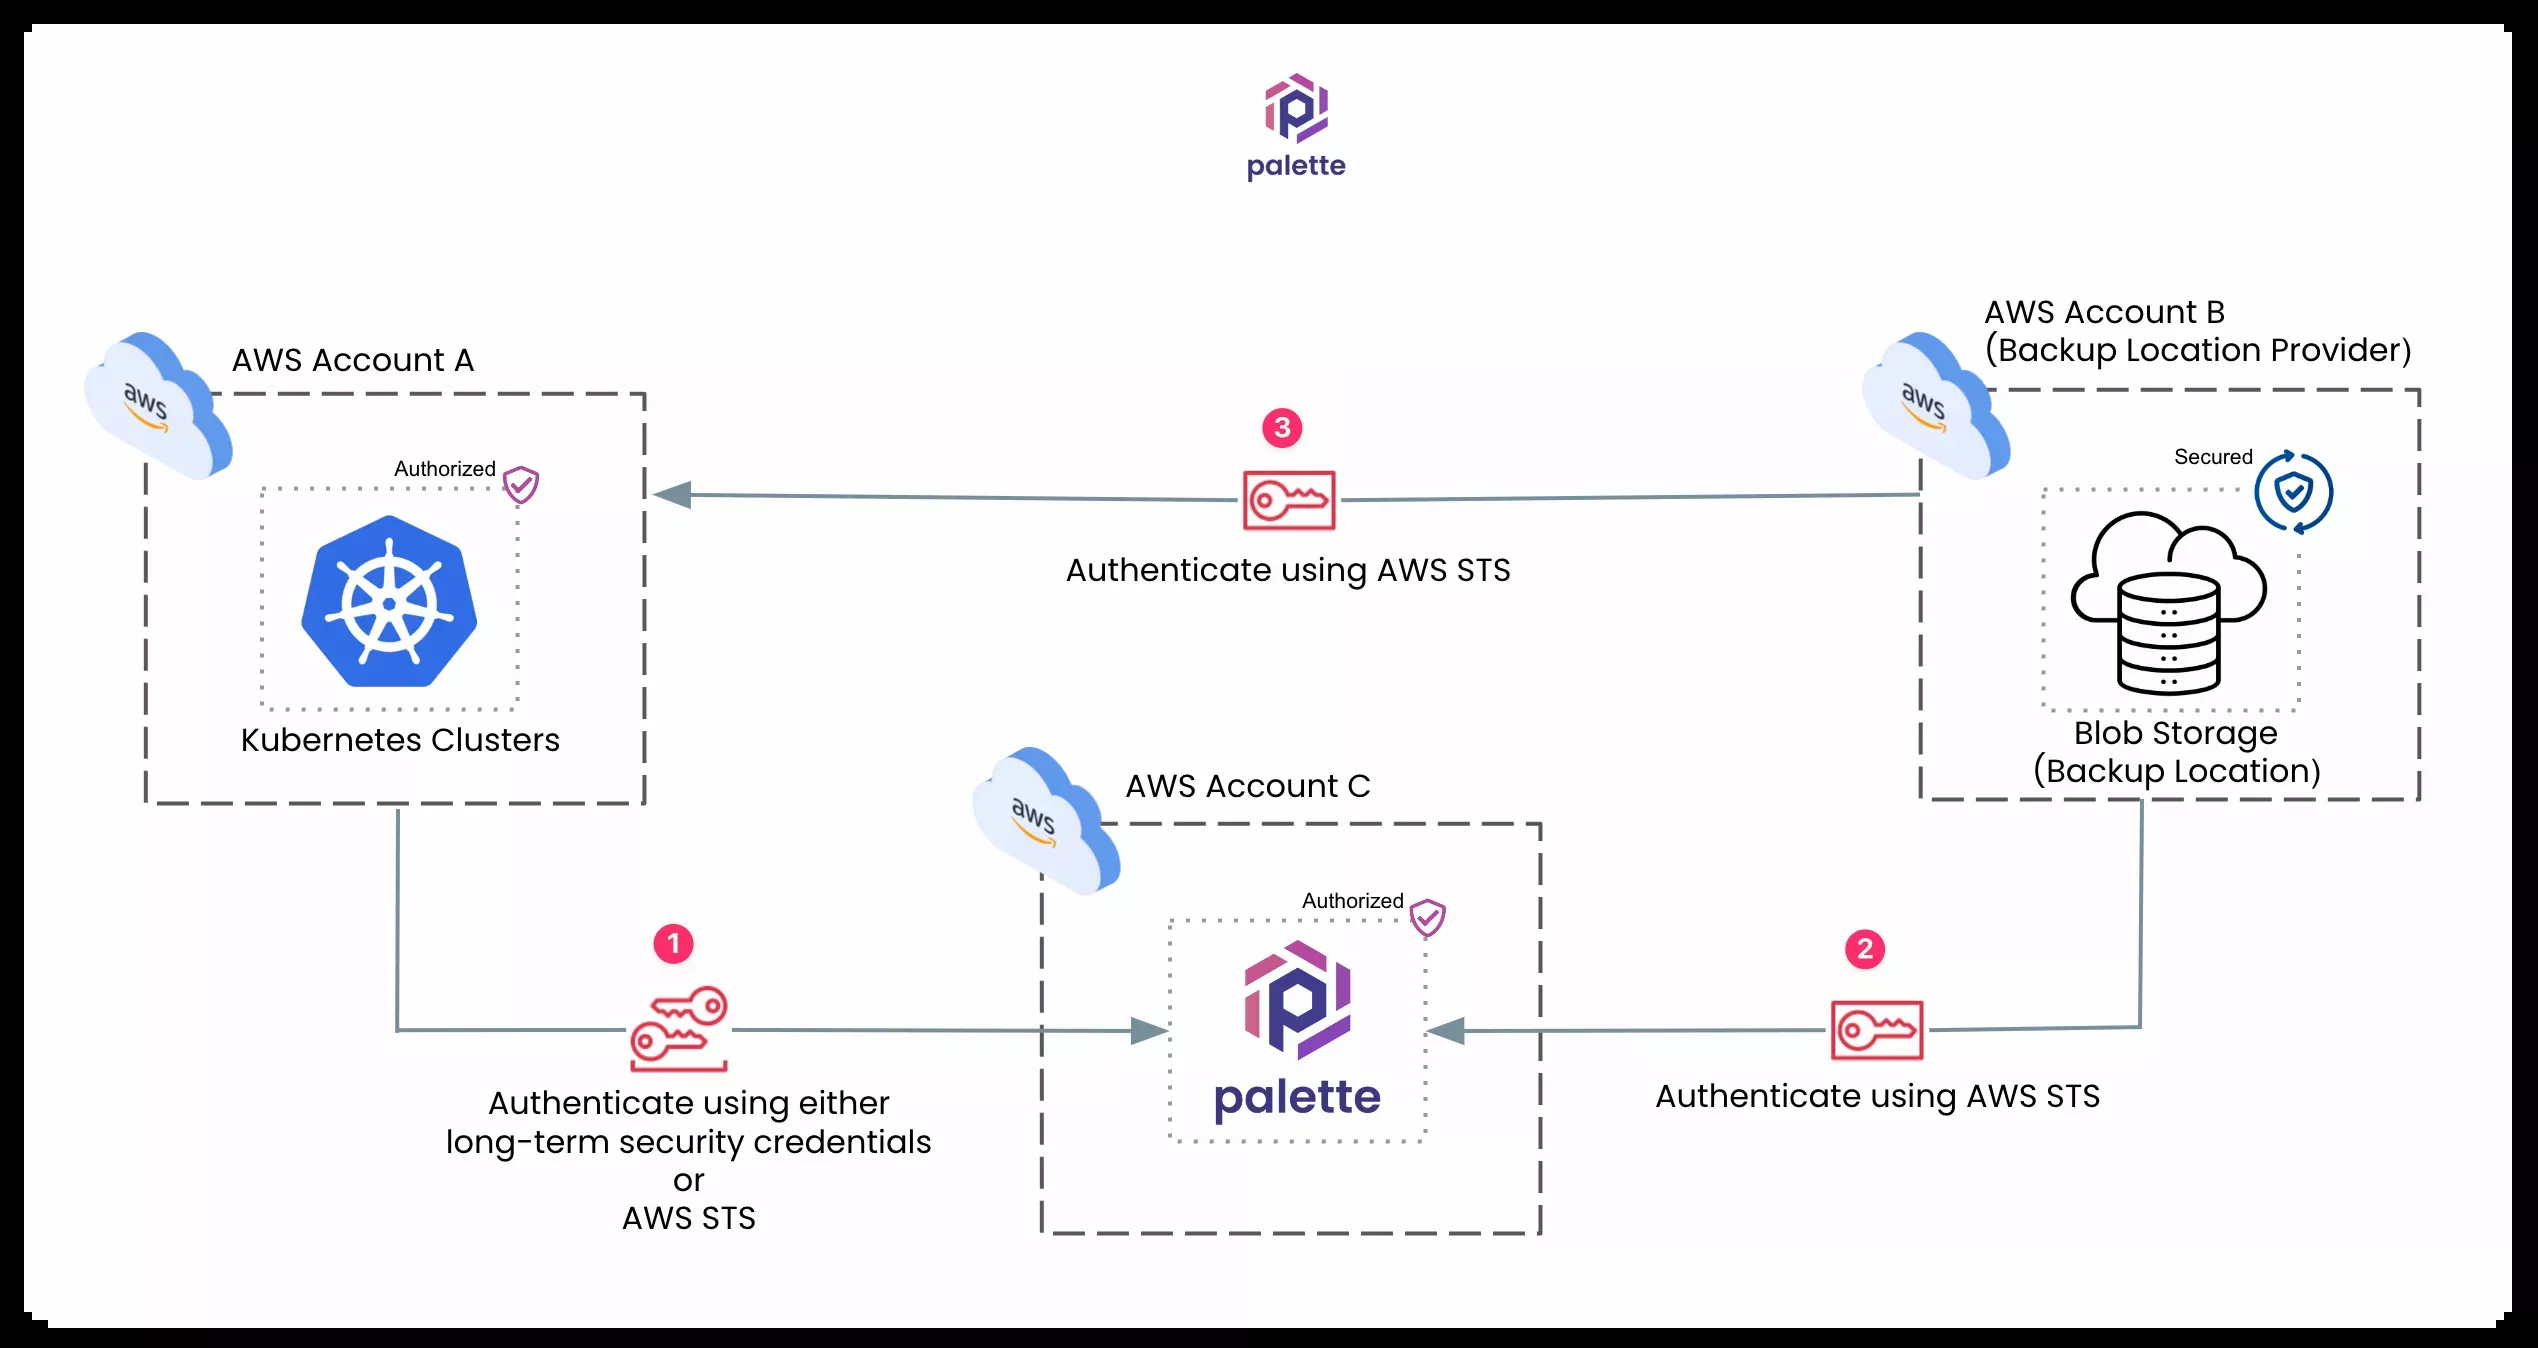 palette
AWS Account B
(Backup Location Provider)
AWS Account A
aws
aws
3
Authorized
Secured
Authenticate using AWS STS
Kubernetes Clusters
Blob Storage
(Backup Location)
AWS Account C
aws
Authorized
1
2
palette
Authenticate using either
long-term security credentials
or
AWS STS
Authenticate using AWS STS